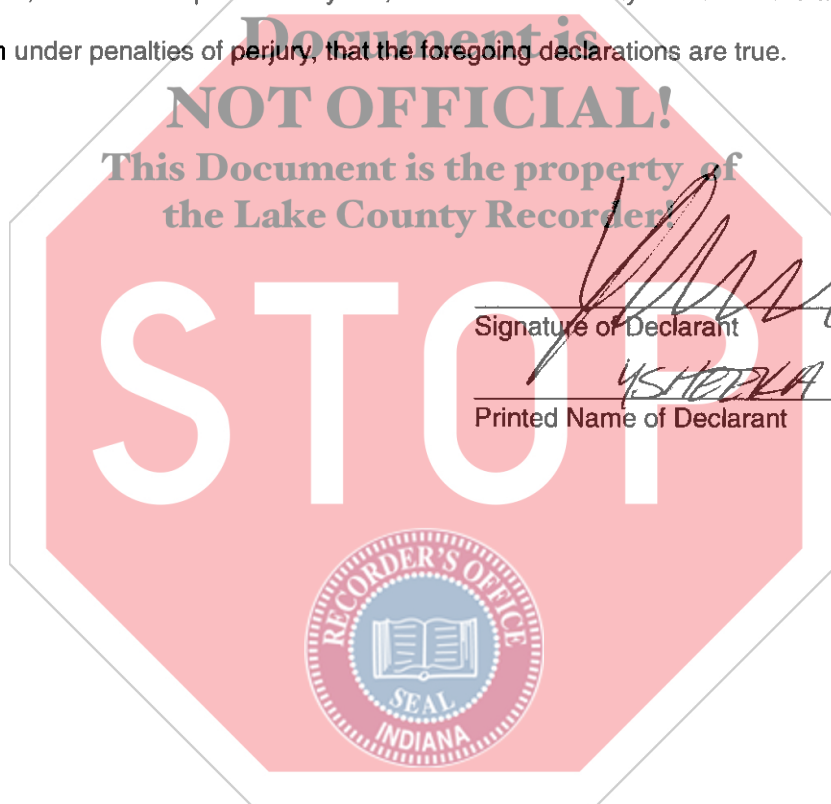 n under penalties of perjury, that the foregoing declarations are true.
Document is
NOT OFFICIAL!
This Document is the property of
the Lake County Recorder!
STOP
Signature of Declarant
YSHEEKA
Printed Name of Declarant
RECORDER'S OFFICE
SEAL
INDIANA